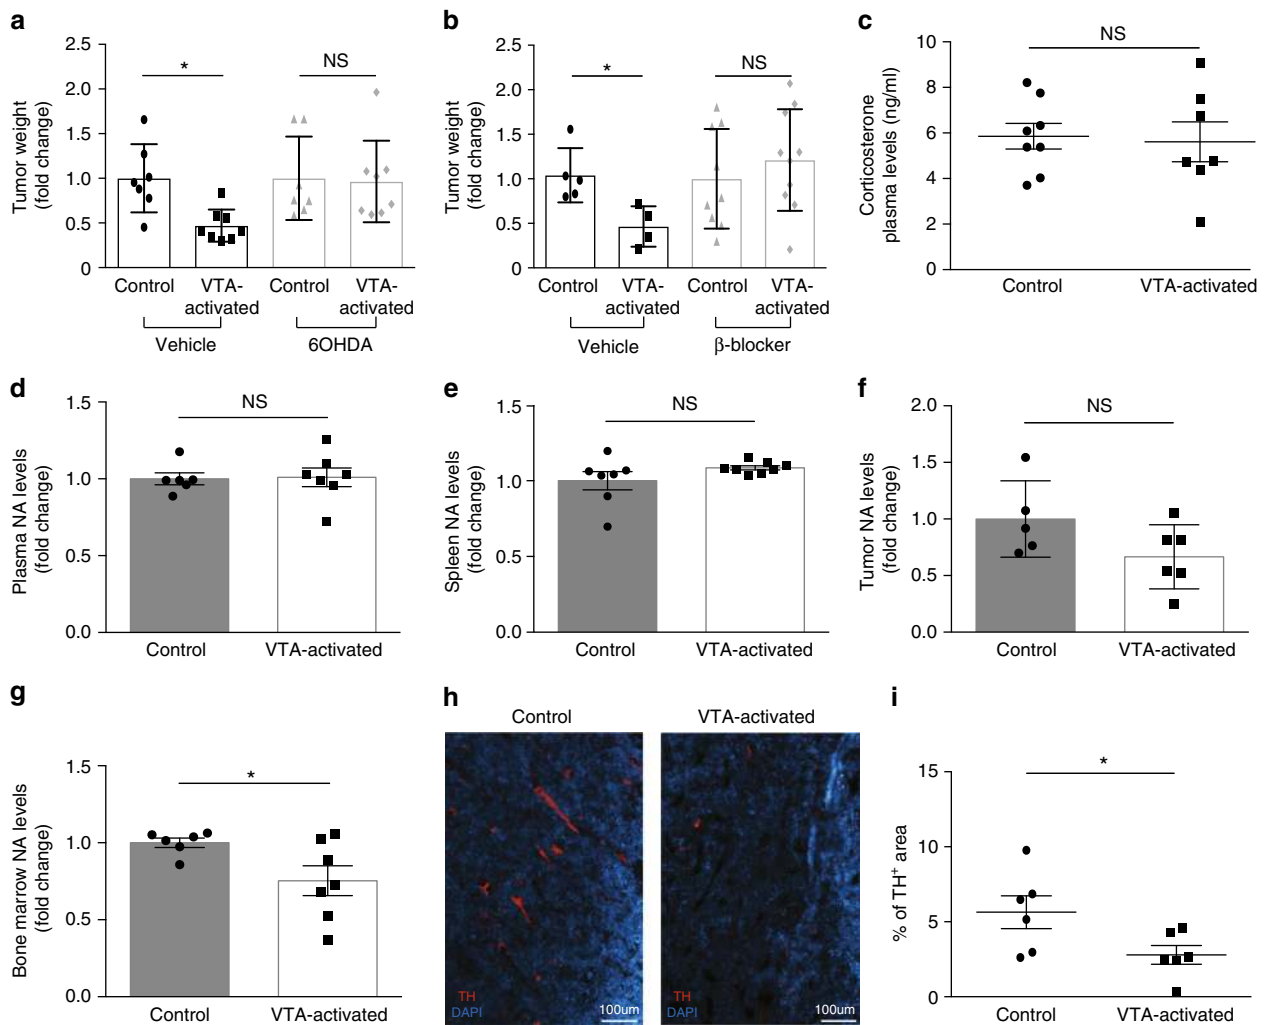 a
Tumor weight
(fold change)
2.5
2.0
1.5
1.0
0.5
0
*
NS
Control
VTA-
activated
Control
VTA-
activated
Vehicle
6OHDA
b
Tumor weight
(fold change)
2.5
2.0
1.5
1.0
0.5
0
*
NS
Control
VTA-
activated
Control
VTA-
activated
Vehicle
β-blocker
c
Corticosterone
plasma levels (ng/ml)
10
8
6
4
2
0
NS
Control
VTA-activated
d
Plasma NA levels
(fold change)
1.5
1.0
0.5
0.0
NS
Control
VTA-activated
e
Spleen NA levels
(fold change)
1.5
1.0
0.5
0.0
NS
Control
VTA-activated
f
Tumor NA levels
(fold change)
2.0
1.5
1.0
0.5
0.0
NS
Control
VTA-activated
g
Bone marrow NA levels
(fold change)
1.5
1.0
0.5
0.0
*
Control
VTA-activated
h
Control
VTA-activated
TH
DAPI
100um
TH
DAPI
100um
i
% of TH⁺ area
15
10
5
0
*
Control
VTA-activated